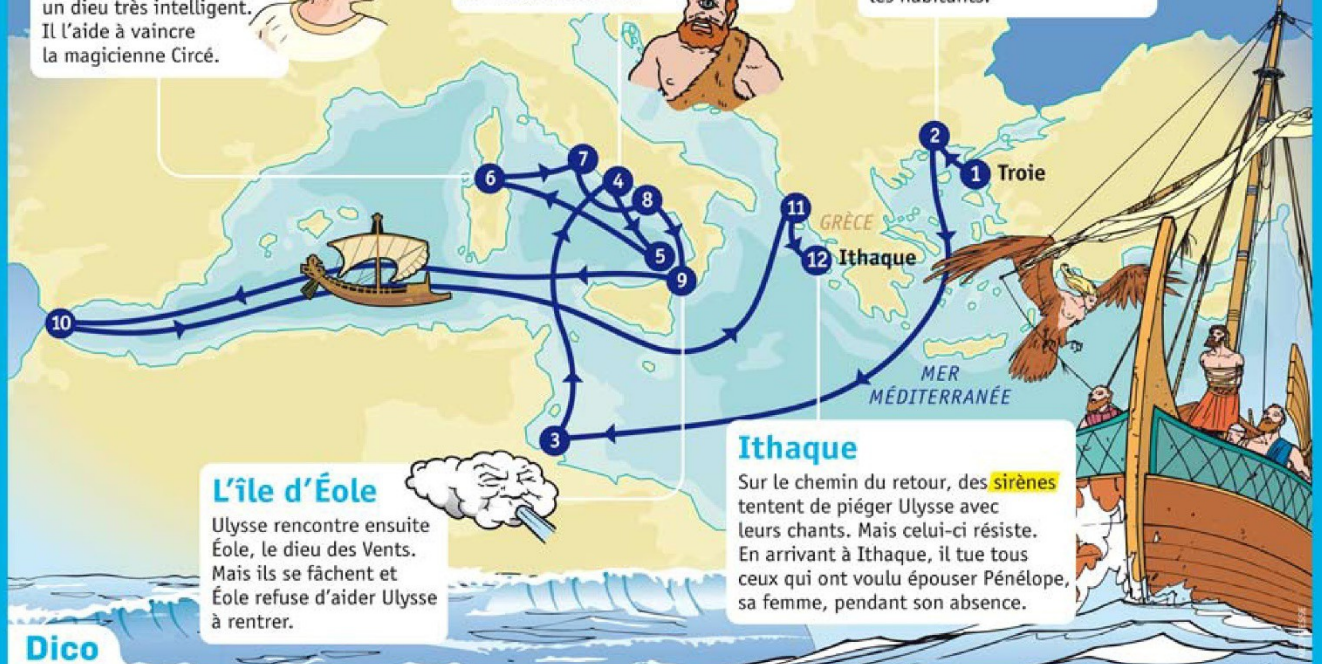 un dieu très intelligent.
Il l'aide à vaincre
la magicienne Circé.
les habitants.
2
7
6
4
1 Troie
8
11
GRÈCE
5
12 Ithaque
9
10
MER
MÉDITERRANÉE
3
L'île d'Éole
Ulysse rencontre ensuite
Éole, le dieu des Vents.
Mais ils se fâchent et
Éole refuse d'aider Ulysse
à rentrer.
Ithaque
Sur le chemin du retour, des sirènes
tentent de piéger Ulysse avec
leurs chants. Mais celui-ci résiste.
En arrivant à Ithaque, il tue tous
ceux qui ont voulu épouser Pénélope,
sa femme, pendant son absence.
Dico